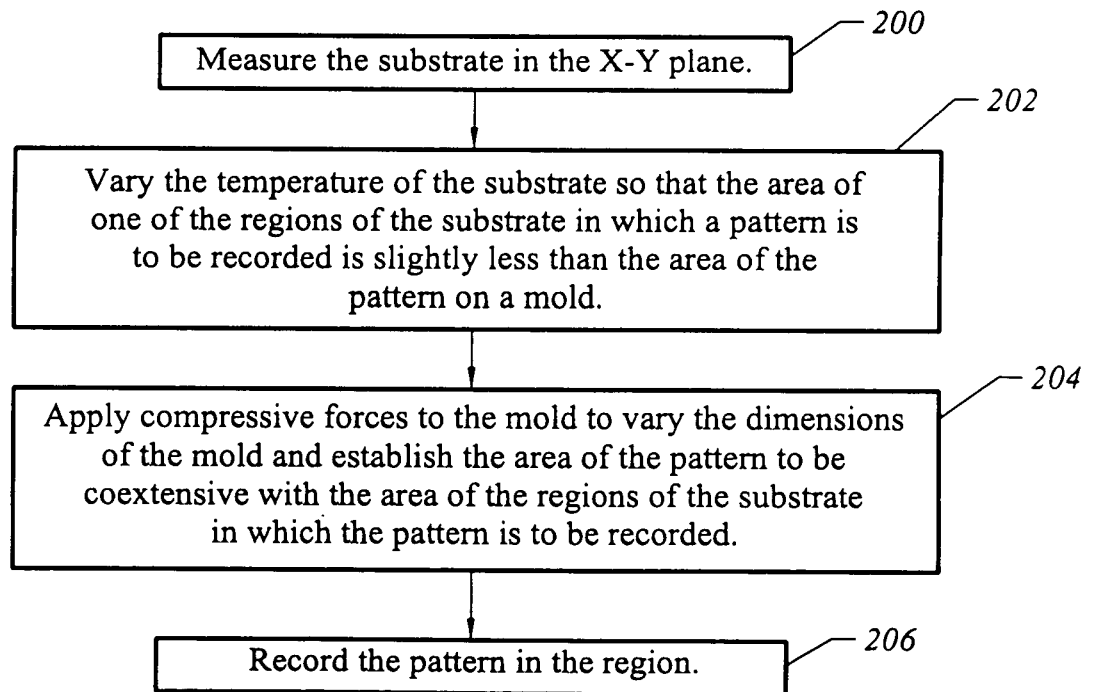 200
Measure the substrate in the X-Y plane.
202
Vary the temperature of the substrate so that the area of
one of the regions of the substrate in which a pattern is
to be recorded is slightly less than the area of the
pattern on a mold.
204
Apply compressive forces to the mold to vary the dimensions
of the mold and establish the area of the pattern to be
coextensive with the area of the regions of the substrate
in which the pattern is to be recorded.
206
Record the pattern in the region.